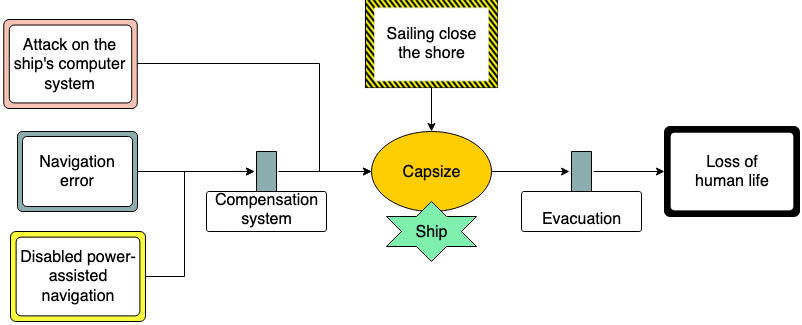 Attack on the
ship's computer
system
Sailing close
the shore
Navigation
error
Compensation
system
Capsize
Ship
Evacuation
Loss of
human life
Disabled power-
assisted
navigation